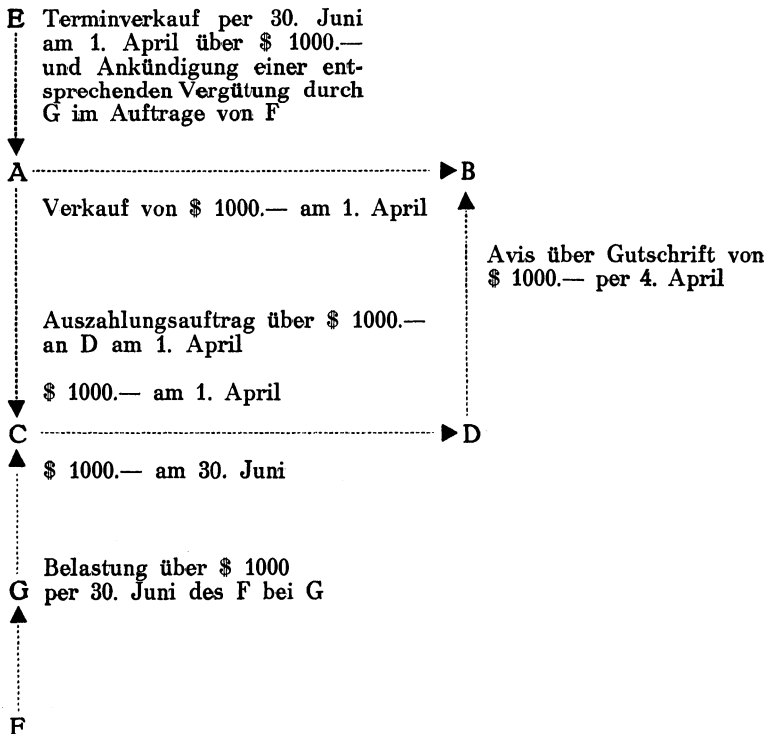 E Terminverkauf per 30. Juni
am 1. April über $ 1000.—
und Ankündigung einer ent-
sprechenden Vergütung durch
G im Auftrage von F
A B
Verkauf von $ 1000.— am 1. April
Avis über Gutschrift von
$ 1000.— per 4. April
Auszahlungsauftrag über $ 1000.—
an D am 1. April
$ 1000.— am 1. April
C D
$ 1000.— am 30. Juni
Belastung über $ 1000
G per 30. Juni des F bei G
F